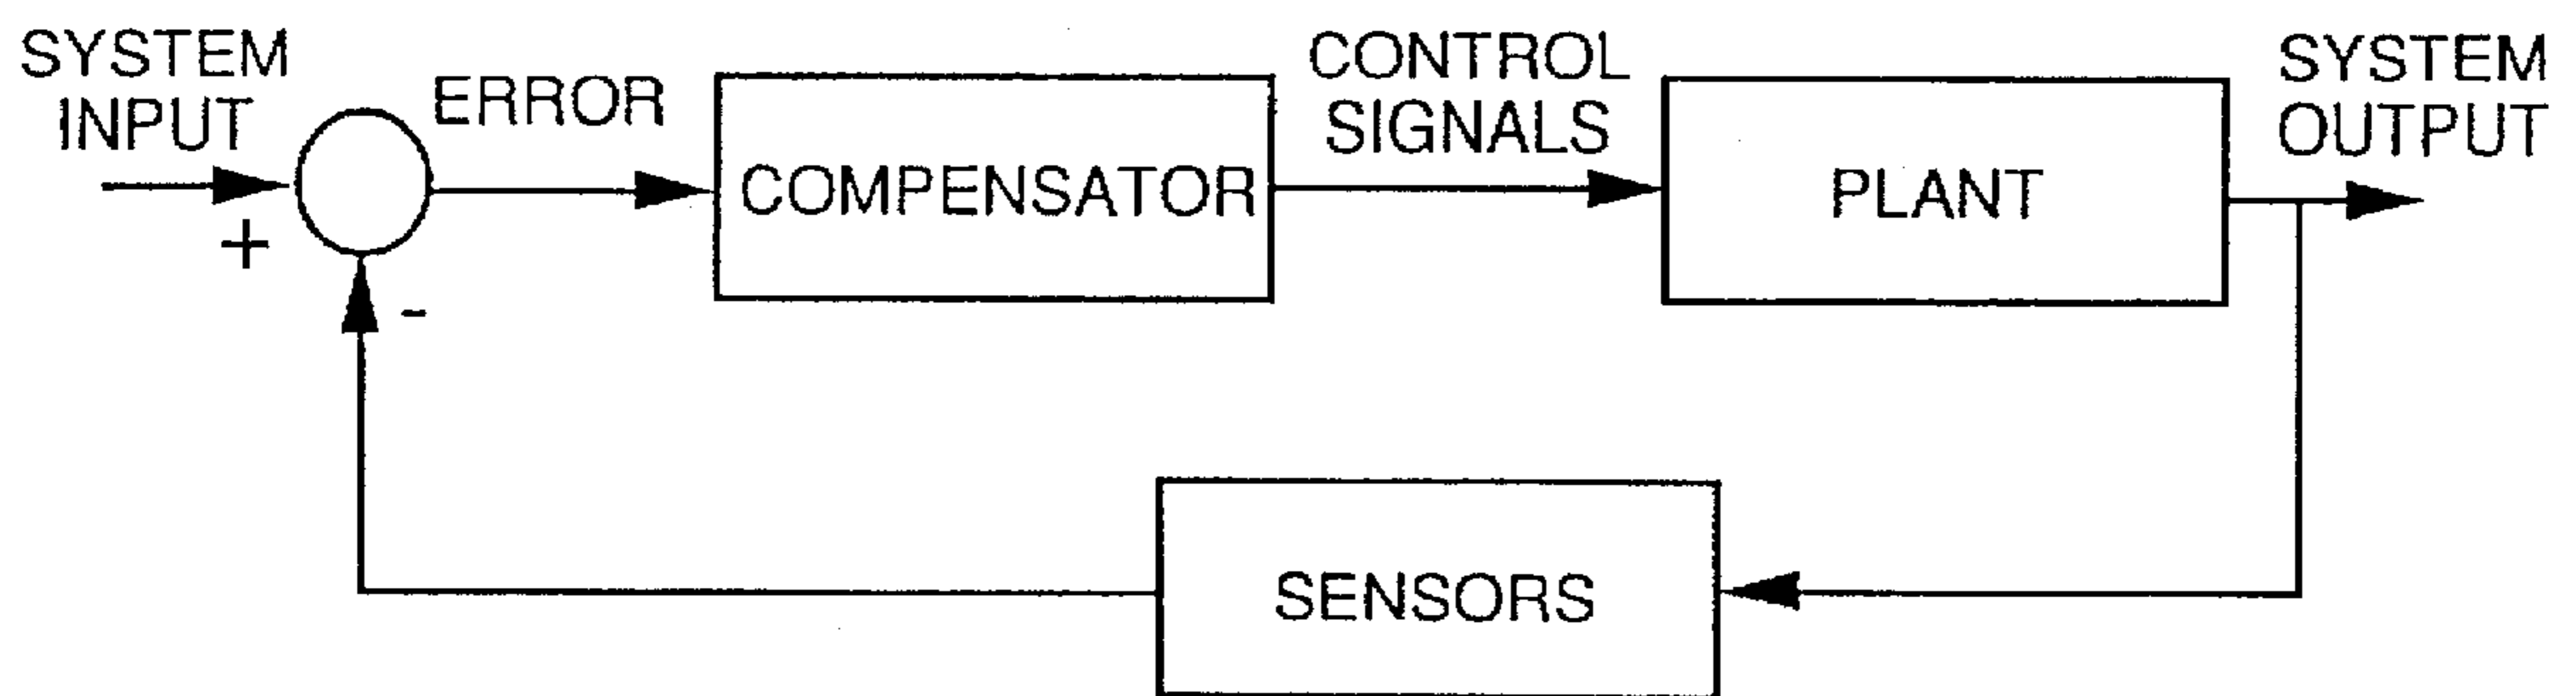 SYSTEM
INPUT
ERROR
COMPENSATOR
CONTROL
SIGNALS
PLANT
SYSTEM
OUTPUT
+
-
SENSORS